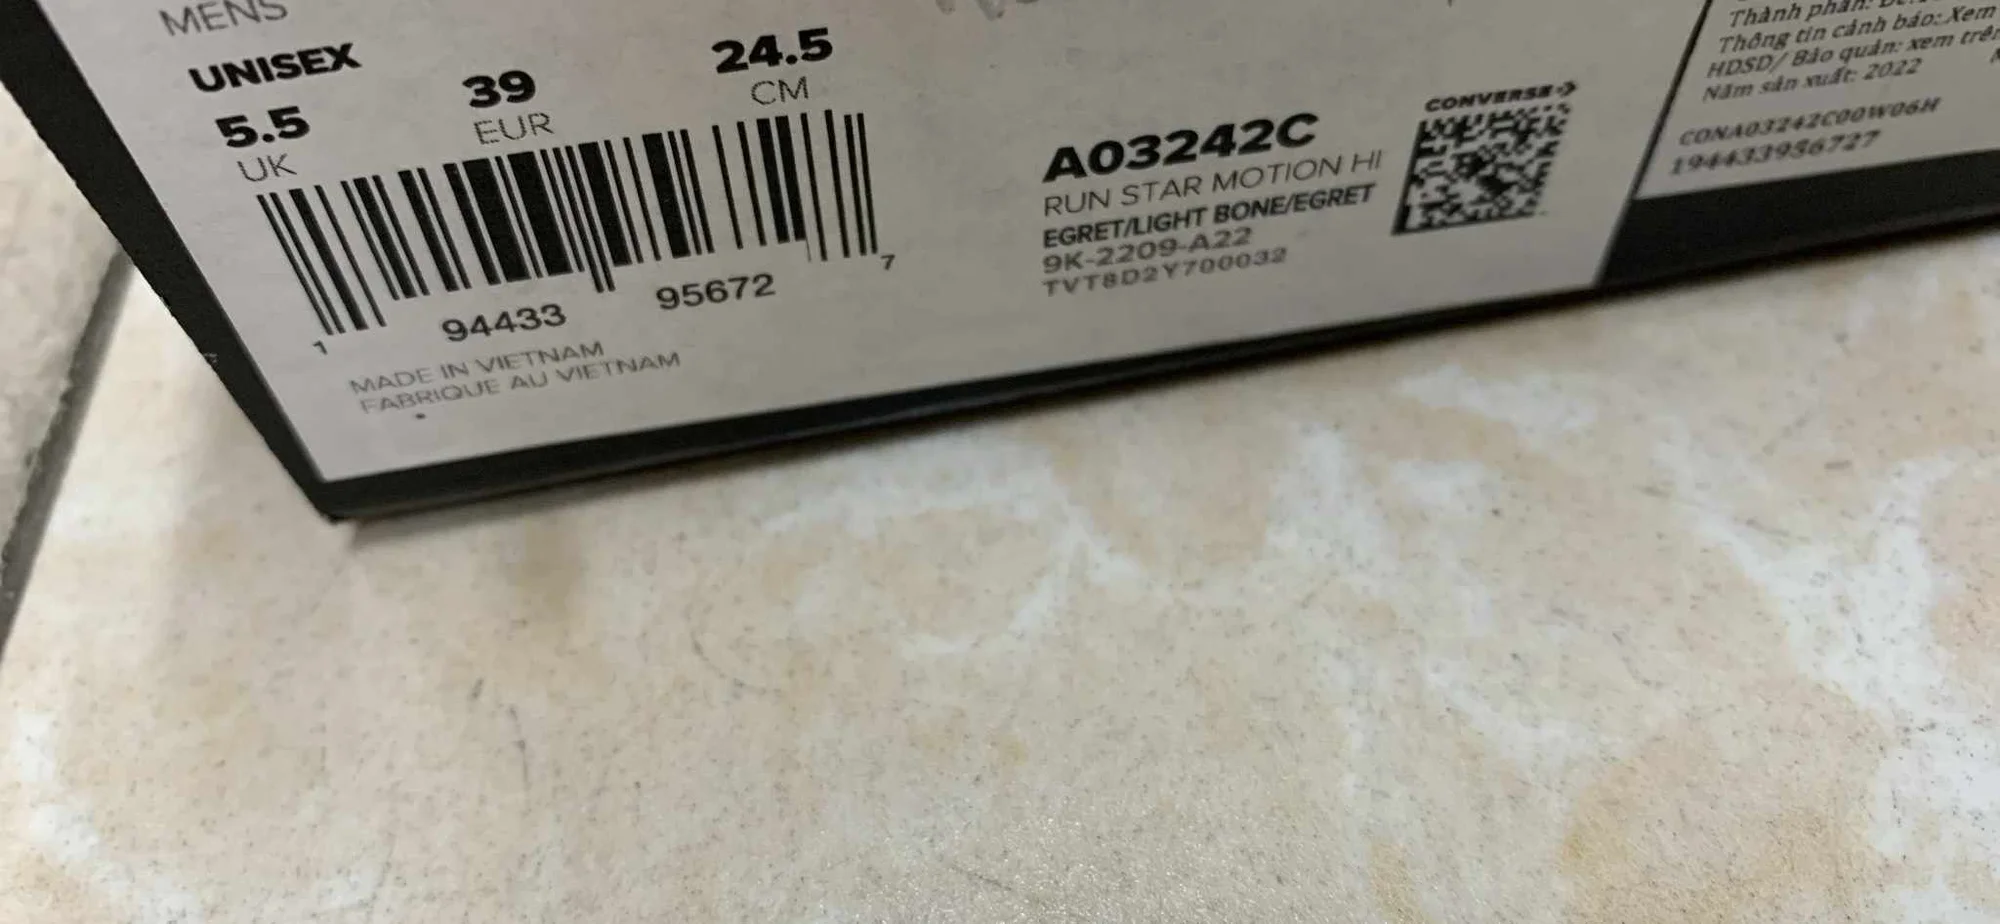 MENS
UNISEX
5.5
UK
39
EUR
24.5
CM
1 94433 95672 7
MADE IN VIETNAM
FABRIQUE AU VIETNAM
A03242C
RUN STAR MOTION HI
EGRET/LIGHT BONE/EGRET
9K-2209-A22
TVT8D2Y700032
CONVERSE
Thành phần:
Thông tin cảnh báo: Xem
HDSD/ Bảo quản: xem trên
Năm sản xuất: 2022
CONA03242C00W06H
194433956727